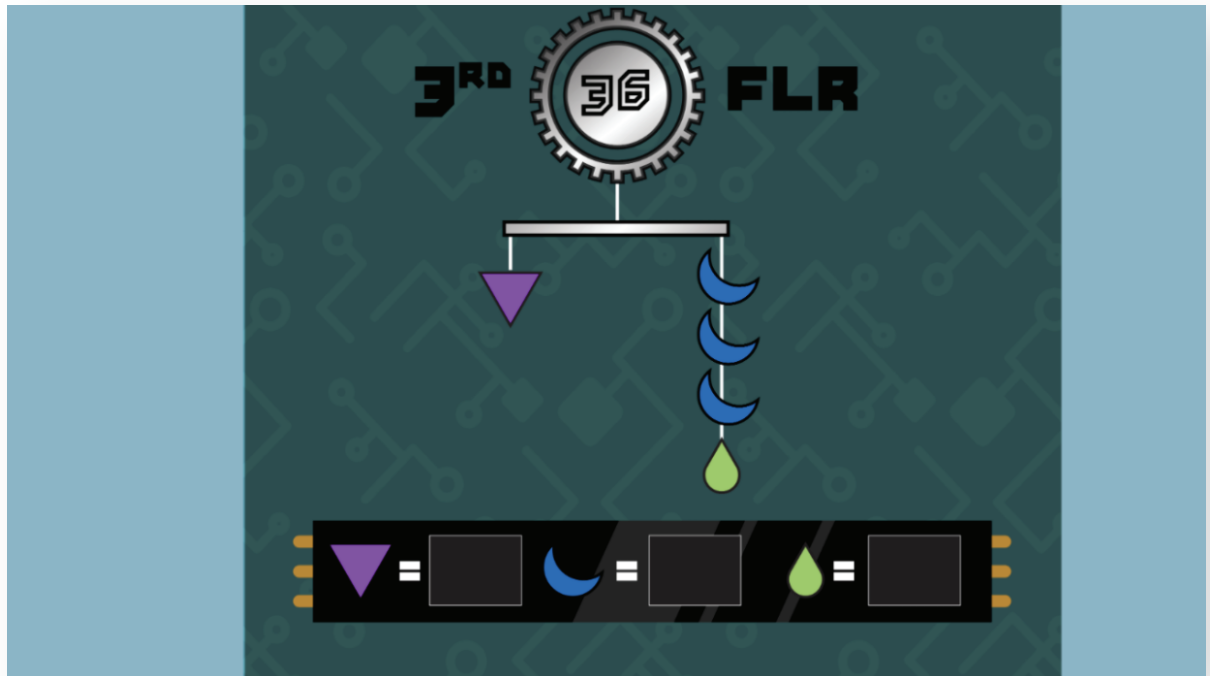 3RD 36 FLR
= = =